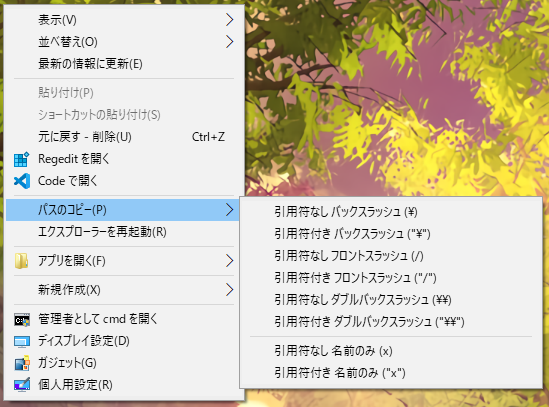 表示(V)
並べ替え(O)
最新の情報に更新(E)
貼り付け(P)
ショートカットの貼り付け(S)
元に戻す - 削除(U) Ctrl+Z
Regedit を開く
Code で開く
パスのコピー(P)
エクスプローラーを再起動(R)
アプリを開く(F)
新規作成(X)
管理者として cmd を開く
ディスプレイ設定(D)
ガジェット(G)
個人用設定(R)
引用符なし バックスラッシュ (¥)
引用符付き バックスラッシュ ("¥")
引用符なし フロントスラッシュ (/)
引用符付き フロントスラッシュ ("/")
引用符なし ダブルバックスラッシュ (¥¥)
引用符付き ダブルバックスラッシュ ("¥¥")
引用符なし 名前のみ (x)
引用符付き 名前のみ ("x")